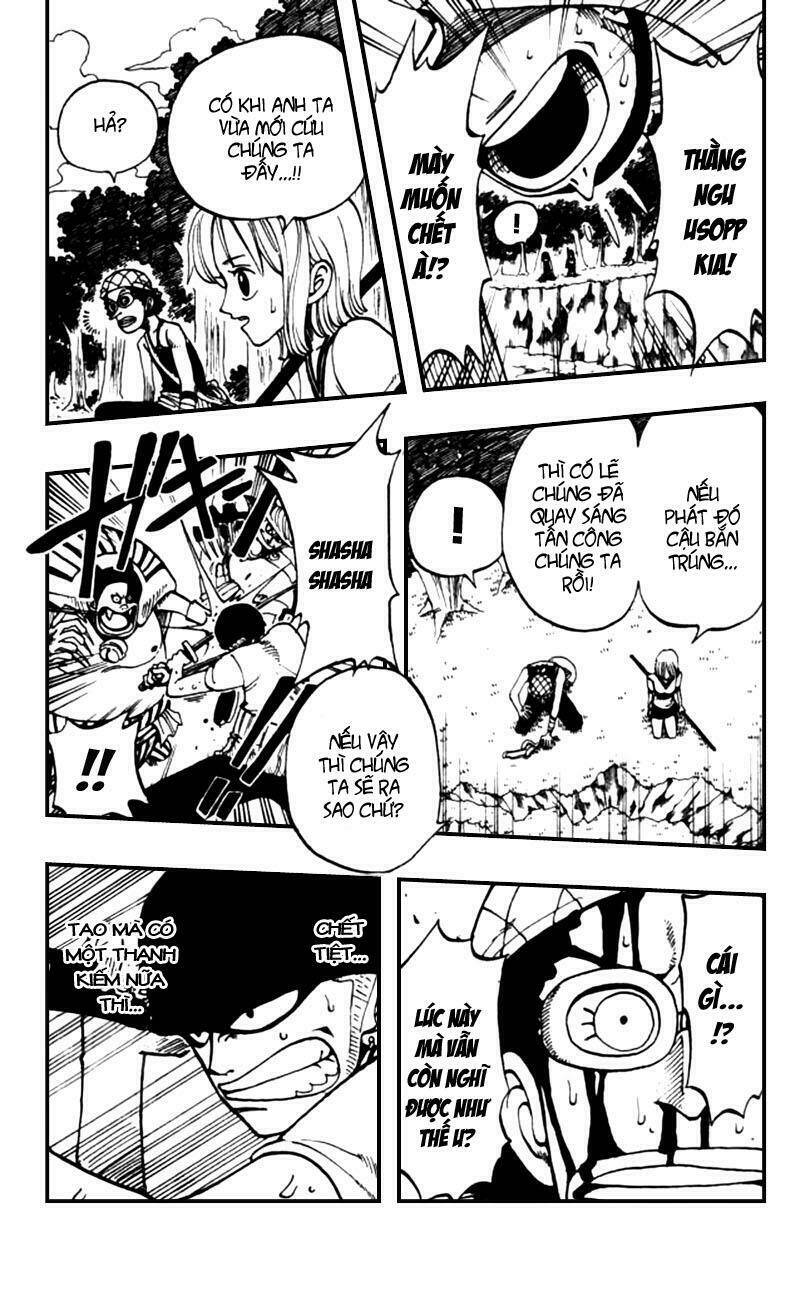 THẰNG
NGU
USOPP
KIA!
!
MÀY
MUỐN
CHẾT
À!?
CÓ KHI ANH TA
VỪA MỚI CỨU
CHÚNG TA
ĐẤY...!!
HẢ?
NẾU
PHÁT ĐÓ
CẬU BẮN
TRÚNG...
THÌ CÓ LẼ
CHÚNG ĐÃ
QUAY SÁNG
TẤN CÔNG
CHÚNG TA
RỒI!!
!
SHASHA
SHASHA
NẾU VẬY
THÌ CHÚNG
TA SẼ RA
SAO CHỨ?
!!
CÁI
GÌ...
!?
LÚC NÀY
MÀ VẪN
CÒN NGHĨ
ĐƯỢC NHƯ
THẾ Ư?
CHẾT
TIỆT...
TAO MÀ CÓ
MỘT THANH
KIẾM NỮA
THÌ...